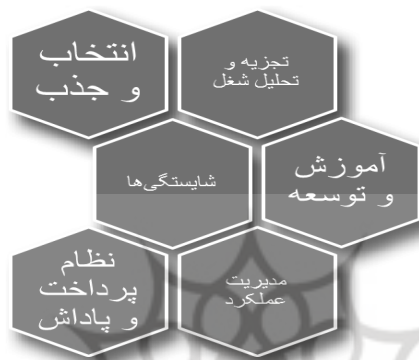 تجزیه و
تحلیل شغل
انتخاب
و جذب
آموزش
و توسعه
شایستگی‌ها
مدیریت
عملکرد
نظام
پرداخت
و پاداش